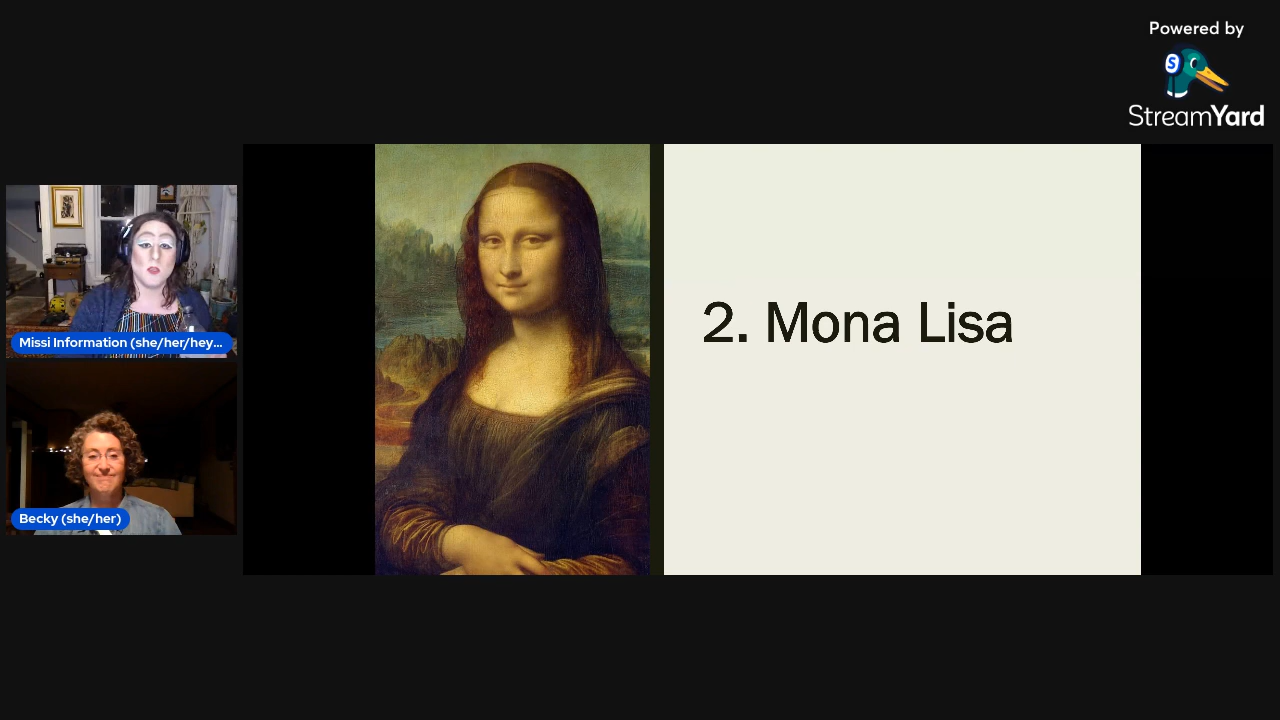 Powered by
S
StreamYard
Missi Information (she/her/hey...
2. Mona Lisa
Becky (she/her)